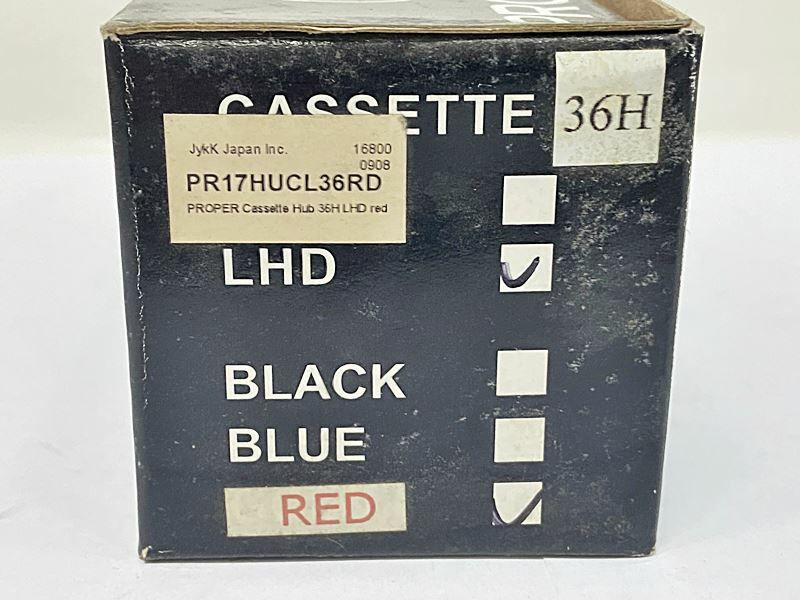 CASSETTE 36H
JykK Japan Inc. 16800
0908
PR17HUCL36RD
PROPER Cassette Hub 36H LHD red
LHD
BLACK
BLUE
RED